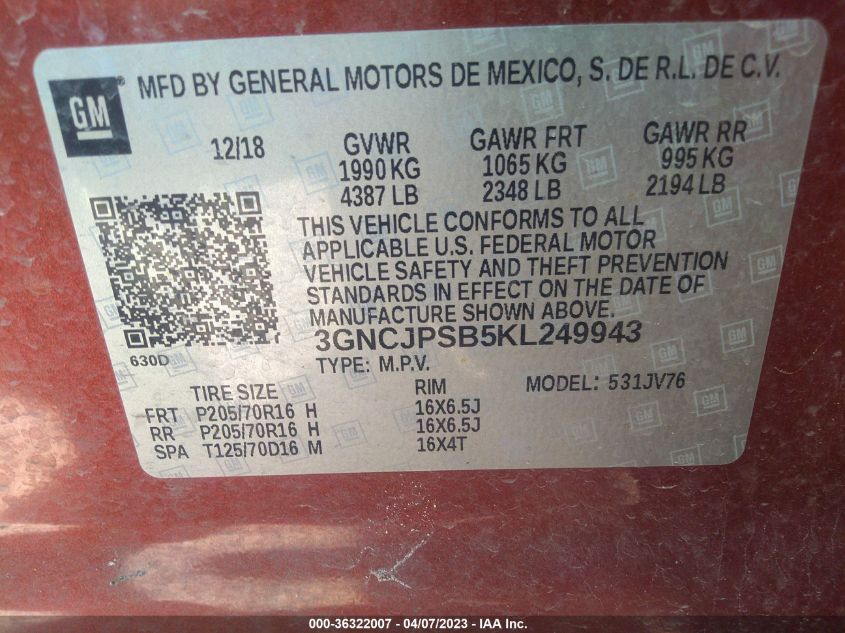 GM ® MFD BY GENERAL MOTORS DE MEXICO, S. DE R.L. DE C.V.
12/18 GVWR GAWR FRT GAWR RR
1990 KG 1065 KG 995 KG
4387 LB 2348 LB 2194 LB
THIS VEHICLE CONFORMS TO ALL
APPLICABLE U.S. FEDERAL MOTOR
VEHICLE SAFETY AND THEFT PREVENTION
STANDARDS IN EFFECT ON THE DATE OF
MANUFACTURE SHOWN ABOVE.
3GNCJPSB5KL249943
630D
TYPE: M.P.V.
TIRE SIZE RIM MODEL: 531JV76
FRT P205/70R16 H 16X6.5J
RR P205/70R16 H 16X6.5J
SPA T125/70D16 M 16X4T
000-36322007 - 04/07/2023 - IAA Inc.